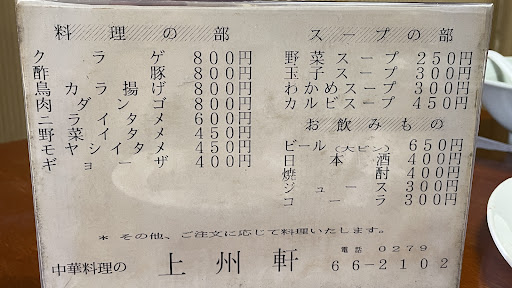 料理の部
クラゲ 800円
酢豚 800円
鳥カラ揚げ 800円
肉ダンゴ 800円
ニライタメ 600円
野菜イタメ 450円
モヤシイタメ 450円
ギョーザ 400円
スープの部
野菜スープ 250円
玉子スープ 300円
わかめスープ 300円
カルビスープ 450円
お飲みもの
ビール(大ビン) 650円
日本酒 400円
焼酎 400円
ジュース 300円
コーラ 300円
* その他、ご注文に応じて料理いたします。
中華料理の 上州軒 電話 0279
66-2102